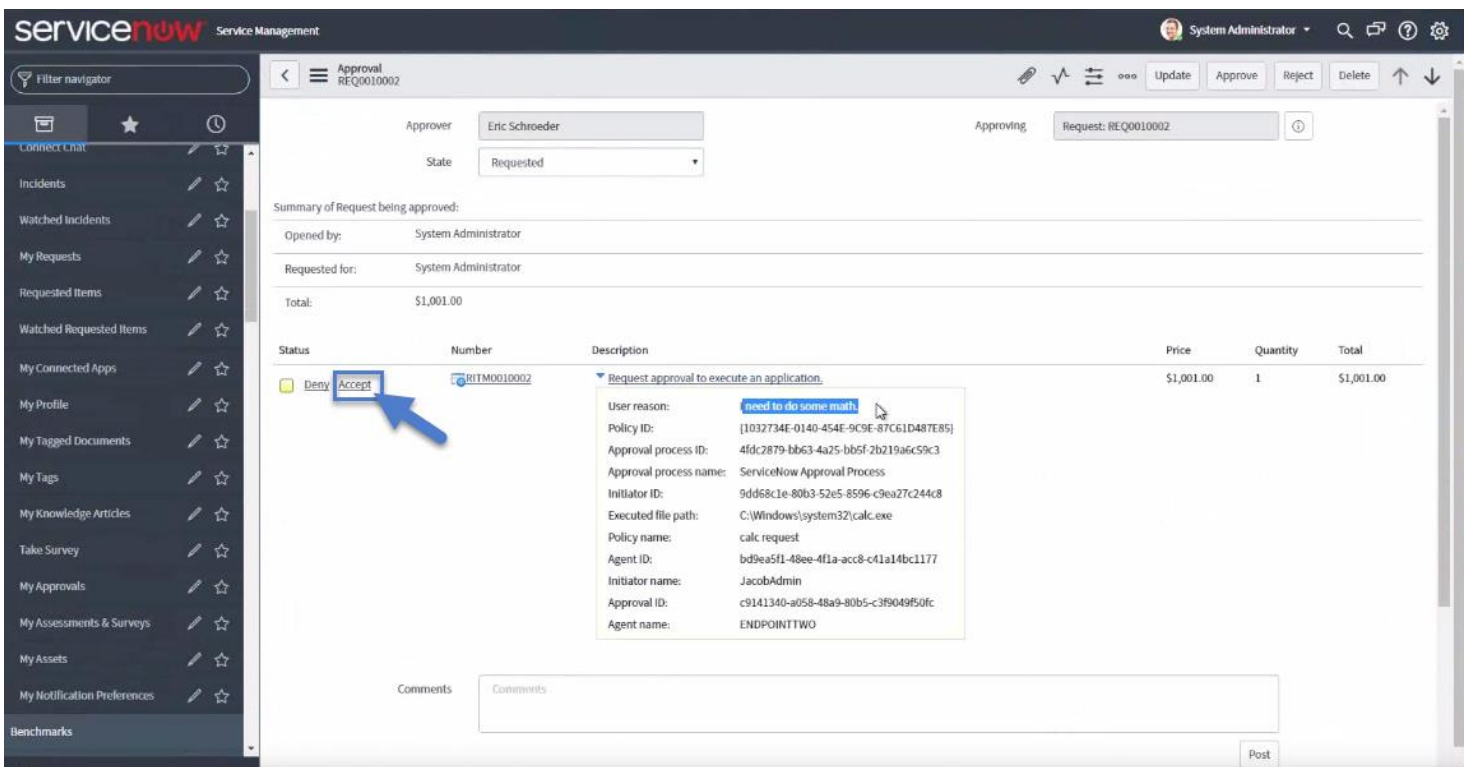 servicenow Service Management
System Administrator
Filter navigator
Approval
REQ0010002
Update Approve Reject Delete
Connect Chat
Incidents
Watched Incidents
My Requests
Requested Items
Watched Requested Items
My Connected Apps
My Profile
My Tagged Documents
My Tags
My Knowledge Articles
Take Survey
My Approvals
My Assessments & Surveys
My Assets
My Notification Preferences
Benchmarks
Approver Eric Schroeder Approving Request: REQ0010002
State Requested
Summary of Request being approved:
Opened by: System Administrator
Requested for: System Administrator
Total: $1,001.00
Status Number Description Price Quantity Total
Deny Accept RITM0010002 Request approval to execute an application. $1,001.00 1 $1,001.00
User reason: I need to do some math.
Policy ID: {1032734E-0140-454E-9C9E-87C61D487E85}
Approval process ID: 4fdc2879-bb63-4a25-bb5f-2b219a6c59c3
Approval process name: ServiceNow Approval Process
Initiator ID: 9dd68c1e-80b3-52e5-8596-c9ea27c244c8
Executed file path: C:\Windows\system32\calc.exe
Policy name: calc request
Agent ID: bd9ea5f1-48ee-4f1a-acc8-c41a14bc1177
Initiator name: JacobAdmin
Approval ID: c9141340-a058-48a9-80b5-c3f9049f50fc
Agent name: ENDPOINTTWO
Comments Comments
Post